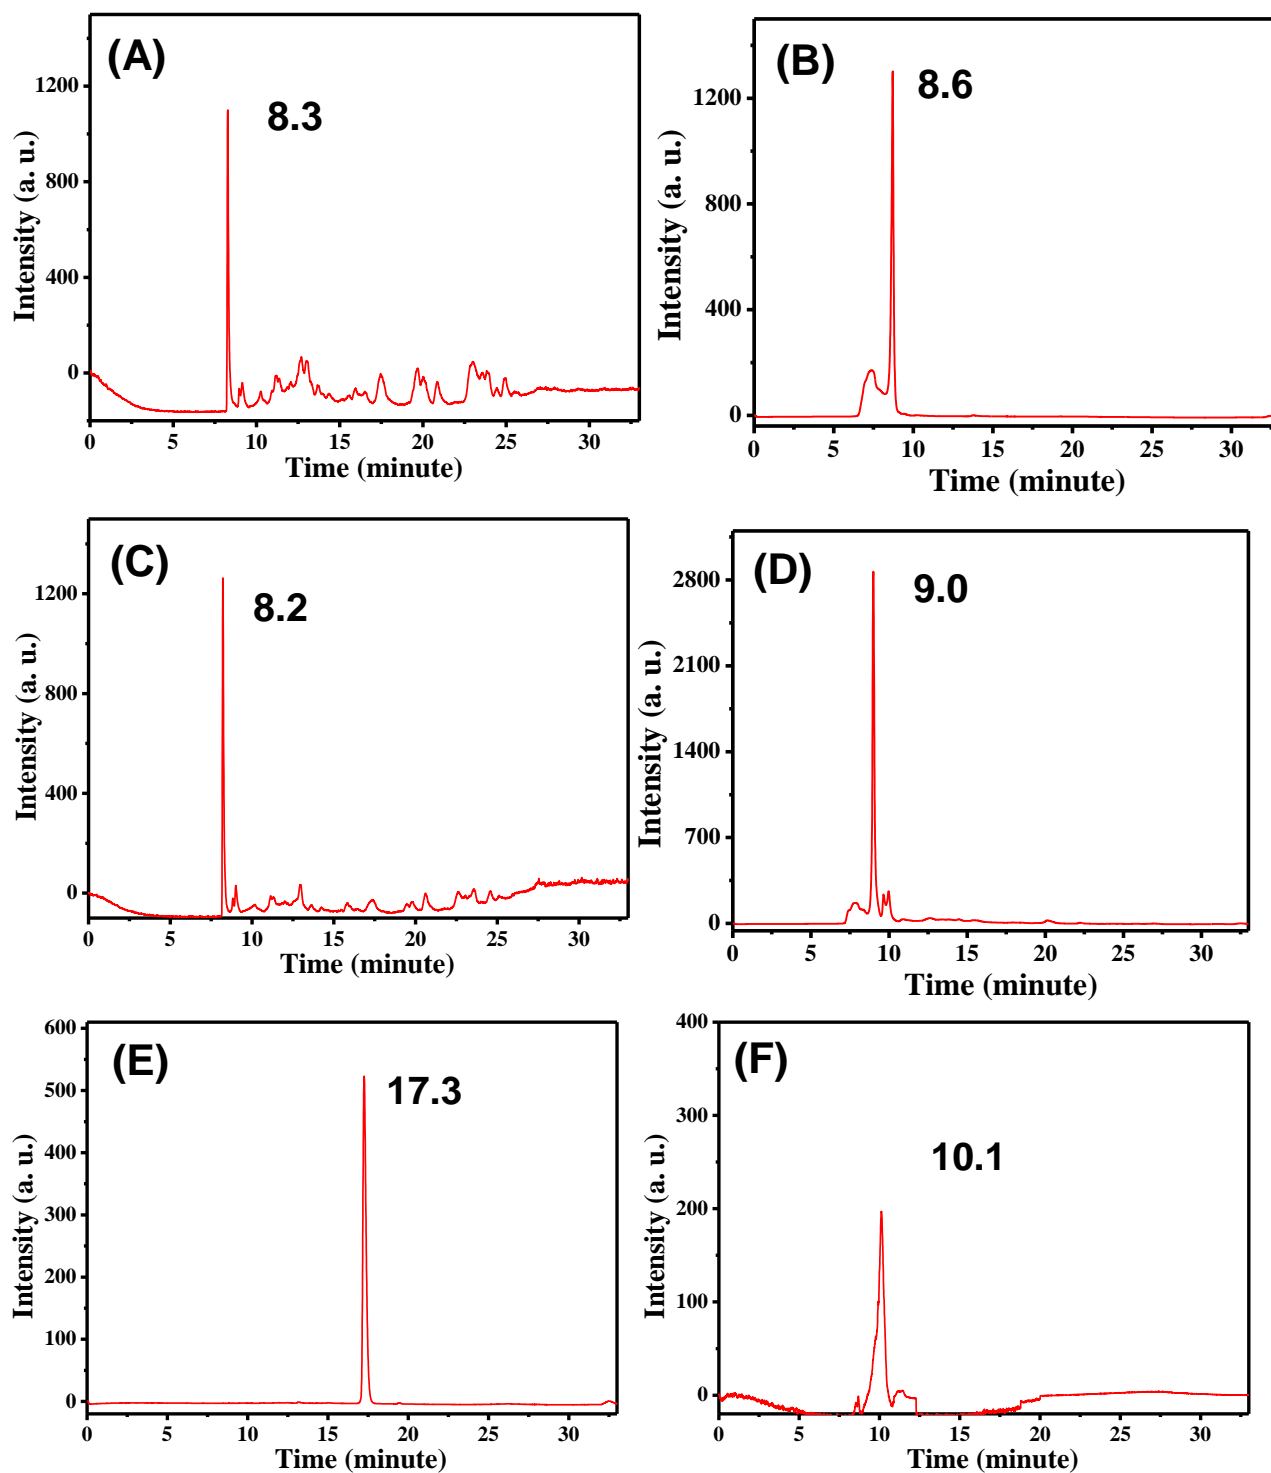 (A)
8.3
1200
800
400
0
Intensity (a. u.)
0 5 10 15 20 25 30
Time (minute)
(B)
8.6
1200
800
400
0
Intensity (a. u.)
0 5 10 15 20 25 30
Time (minute)
(C)
8.2
1200
800
400
0
Intensity (a. u.)
0 5 10 15 20 25 30
Time (minute)
(D)
9.0
2800
2100
1400
700
0
Intensity (a. u.)
0 5 10 15 20 25 30
Time (minute)
(E)
17.3
600
500
400
300
200
100
0
Intensity (a. u.)
0 5 10 15 20 25 30
Time (minute)
(F)
10.1
400
300
200
100
0
Intensity (a. u.)
0 5 10 15 20 25 30
Time (minute)